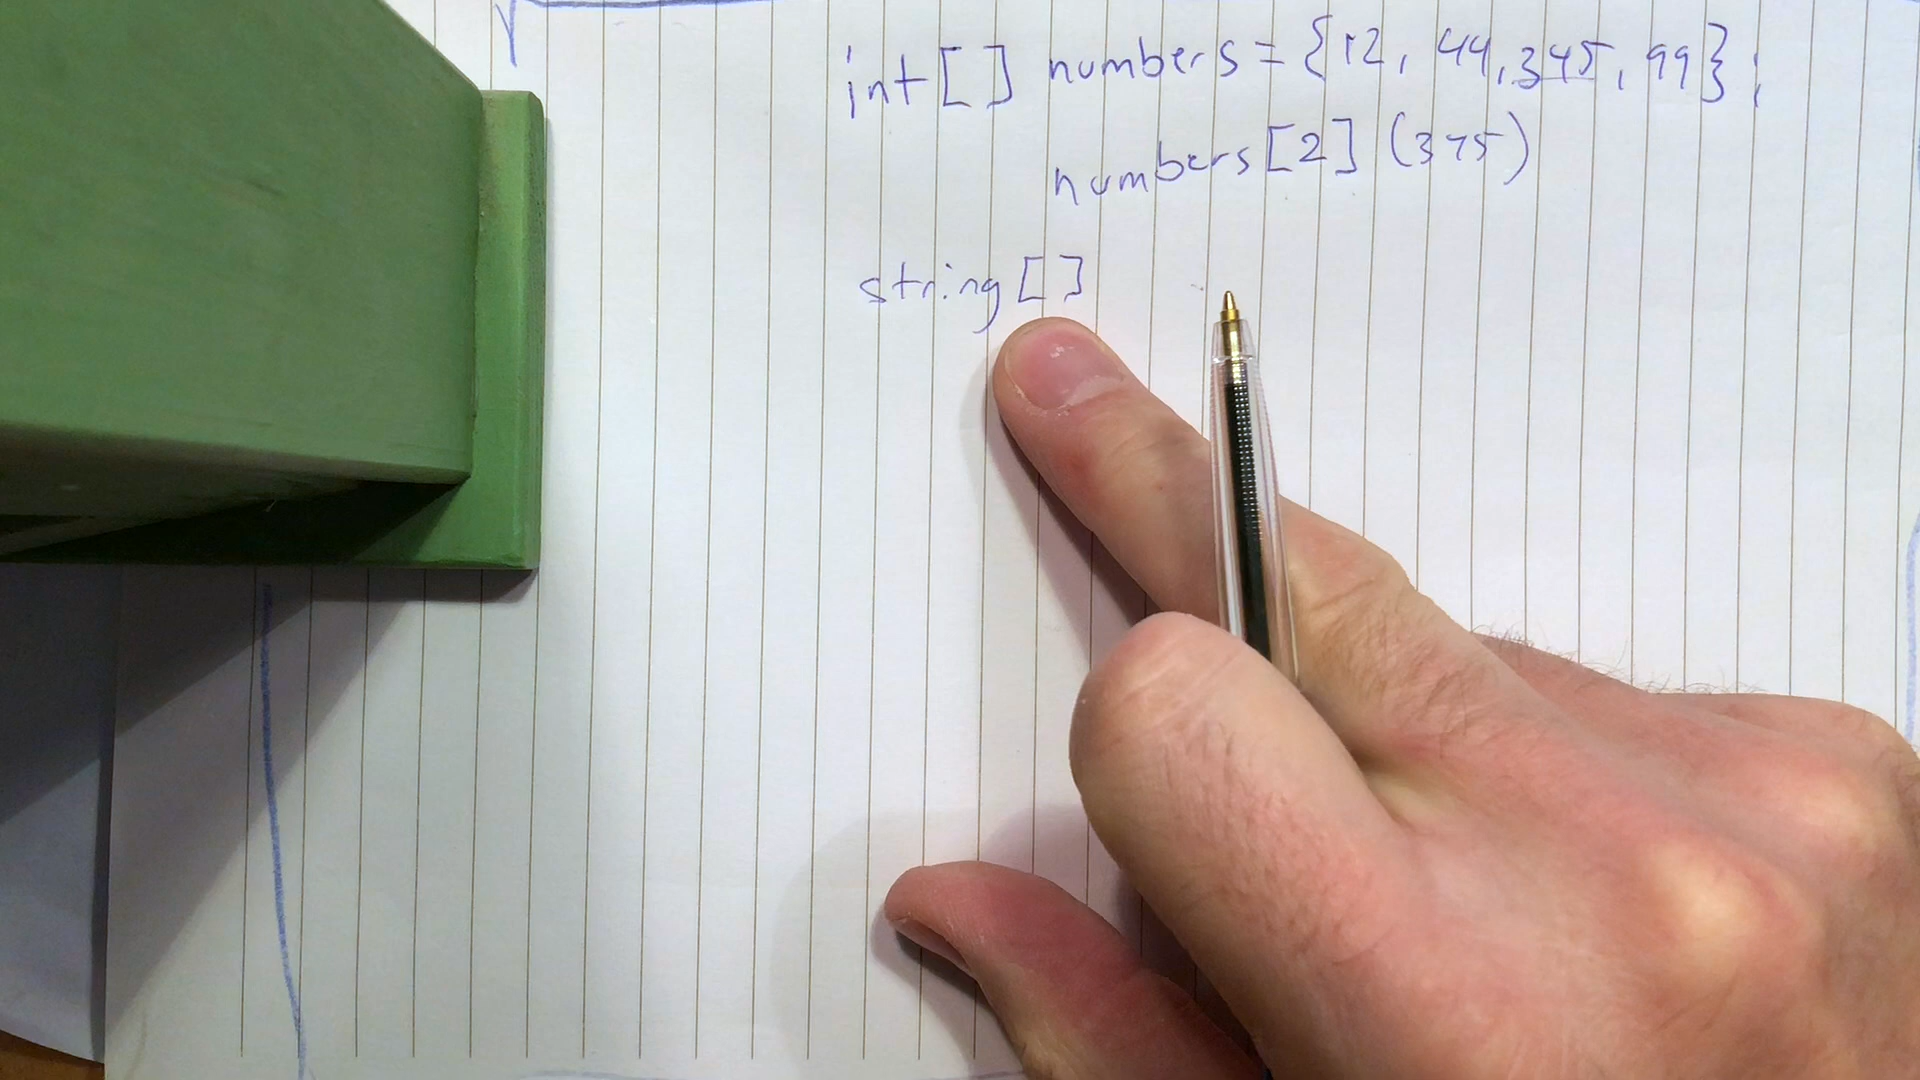 int[] numbers = {12, 44, 345, 99};
numbers[2] (345)
string[]